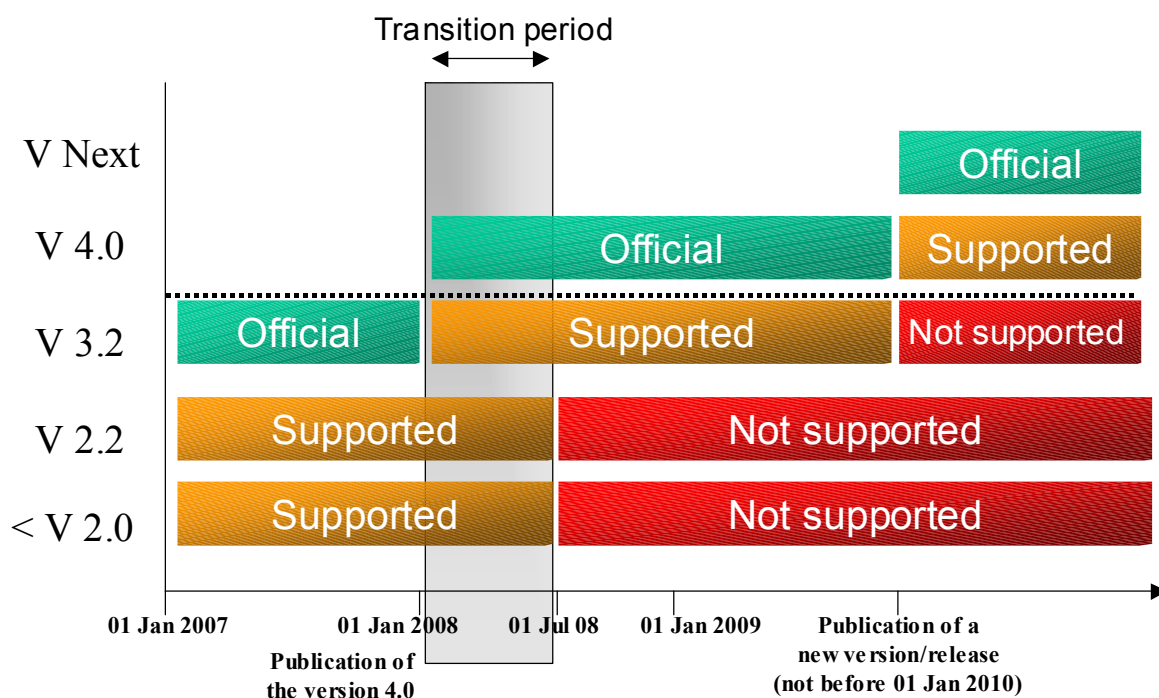 Transition period
V Next
Official
V 4.0
Official
Supported
V 3.2
Official
Supported
Not supported
V 2.2
Supported
Not supported
< V 2.0
Supported
Not supported
01 Jan 2007
01 Jan 2008
01 Jul 08
01 Jan 2009
Publication of
the version 4.0
Publication of a
new version/release
(not before 01 Jan 2010)